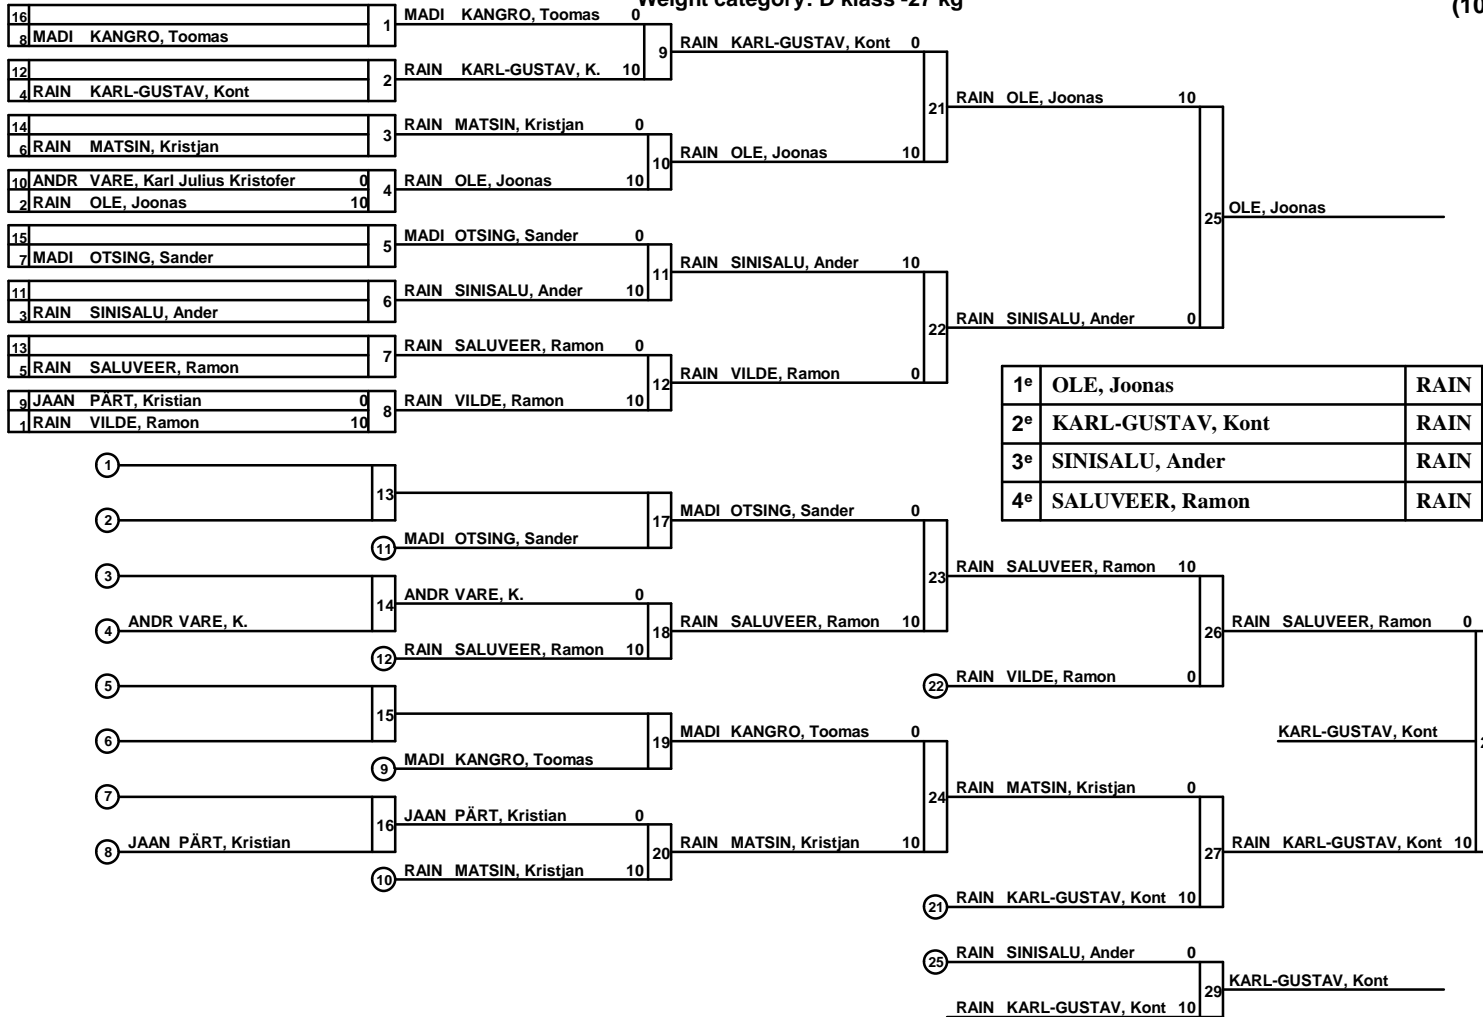 Weight category: D klass -27 kg
(10
16
8 MADI KANGRO, Toomas
1
12
4 RAIN KARL-GUSTAV, Kont
2
14
6 RAIN MATSIN, Kristjan
3
10 ANDR VARE, Karl Julius Kristofer 0
2 RAIN OLE, Joonas 10
4
15
7 MADI OTSING, Sander
5
11
3 RAIN SINISALU, Ander
6
13
5 RAIN SALUVEER, Ramon
7
9 JAAN PÄRT, Kristian 0
1 RAIN VILDE, Ramon 10
8
MADI KANGRO, Toomas 0
RAIN KARL-GUSTAV, K. 10
9
RAIN MATSIN, Kristjan 0
RAIN OLE, Joonas 10
10
MADI OTSING, Sander 0
RAIN SINISALU, Ander 10
11
RAIN SALUVEER, Ramon 0
RAIN VILDE, Ramon 10
12
RAIN KARL-GUSTAV, Kont 0
RAIN OLE, Joonas 10
21
RAIN SINISALU, Ander 10
RAIN VILDE, Ramon 0
22
RAIN OLE, Joonas 10
RAIN SINISALU, Ander 0
25
OLE, Joonas
1e OLE, Joonas RAIN
2e KARL-GUSTAV, Kont RAIN
3e SINISALU, Ander RAIN
4e SALUVEER, Ramon RAIN
1
2
13
11 MADI OTSING, Sander
17
3
4 ANDR VARE, K.
14
ANDR VARE, K. 0
12 RAIN SALUVEER, Ramon 10
18
5
6
15
9 MADI KANGRO, Toomas
19
7
8 JAAN PÄRT, Kristian
16
JAAN PÄRT, Kristian 0
10 RAIN MATSIN, Kristjan 10
20
MADI OTSING, Sander 0
RAIN SALUVEER, Ramon 10
23
MADI KANGRO, Toomas 0
RAIN MATSIN, Kristjan 10
24
RAIN SALUVEER, Ramon 10
22 RAIN VILDE, Ramon 0
26
RAIN MATSIN, Kristjan 0
21 RAIN KARL-GUSTAV, Kont 10
27
RAIN SALUVEER, Ramon 0
KARL-GUSTAV, Kont
RAIN KARL-GUSTAV, Kont 10
25 RAIN SINISALU, Ander 0
RAIN KARL-GUSTAV, Kont 10
29
KARL-GUSTAV, Kont